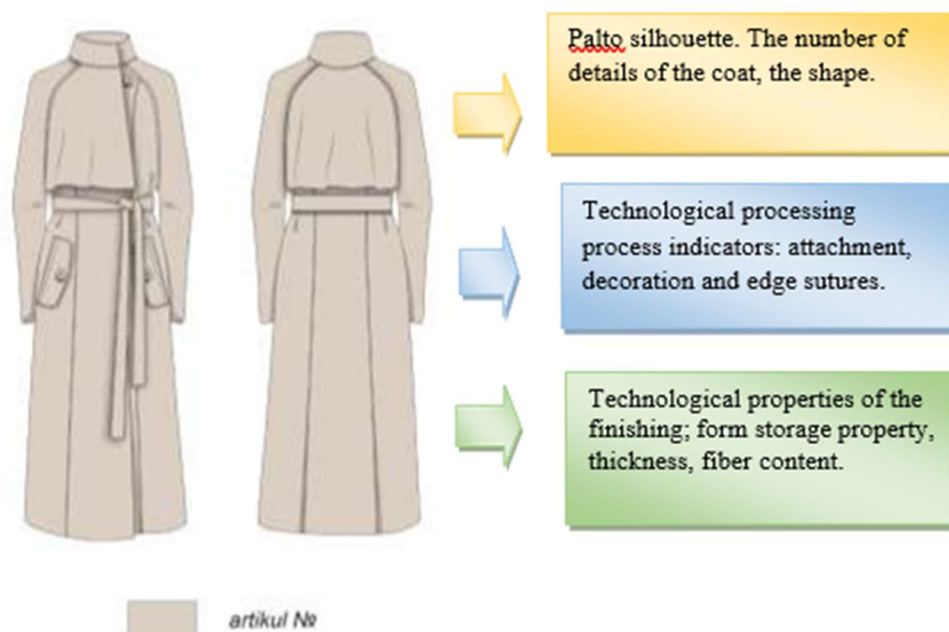 Palto silhouette. The number of
details of the coat, the shape.
Technological processing
process indicators: attachment,
decoration and edge sutures.
Technological properties of the
finishing; form storage property,
thickness, fiber content.
artikul №